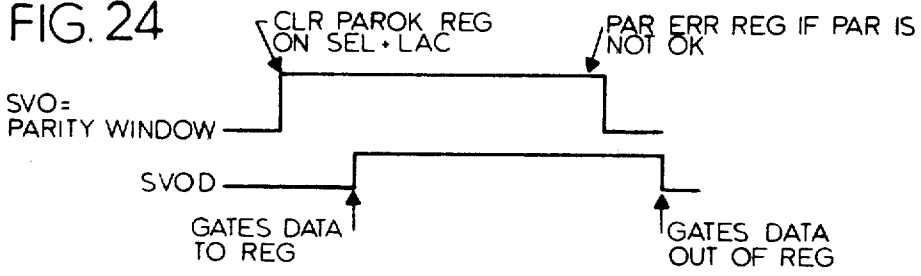 FIG. 24
CLR PAROK REG
ON SEL • LAC
PAR ERR REG IF PAR IS
NOT OK
SVO=
PARITY WINDOW
SVOD
GATES DATA
TO REG
GATES DATA
OUT OF REG